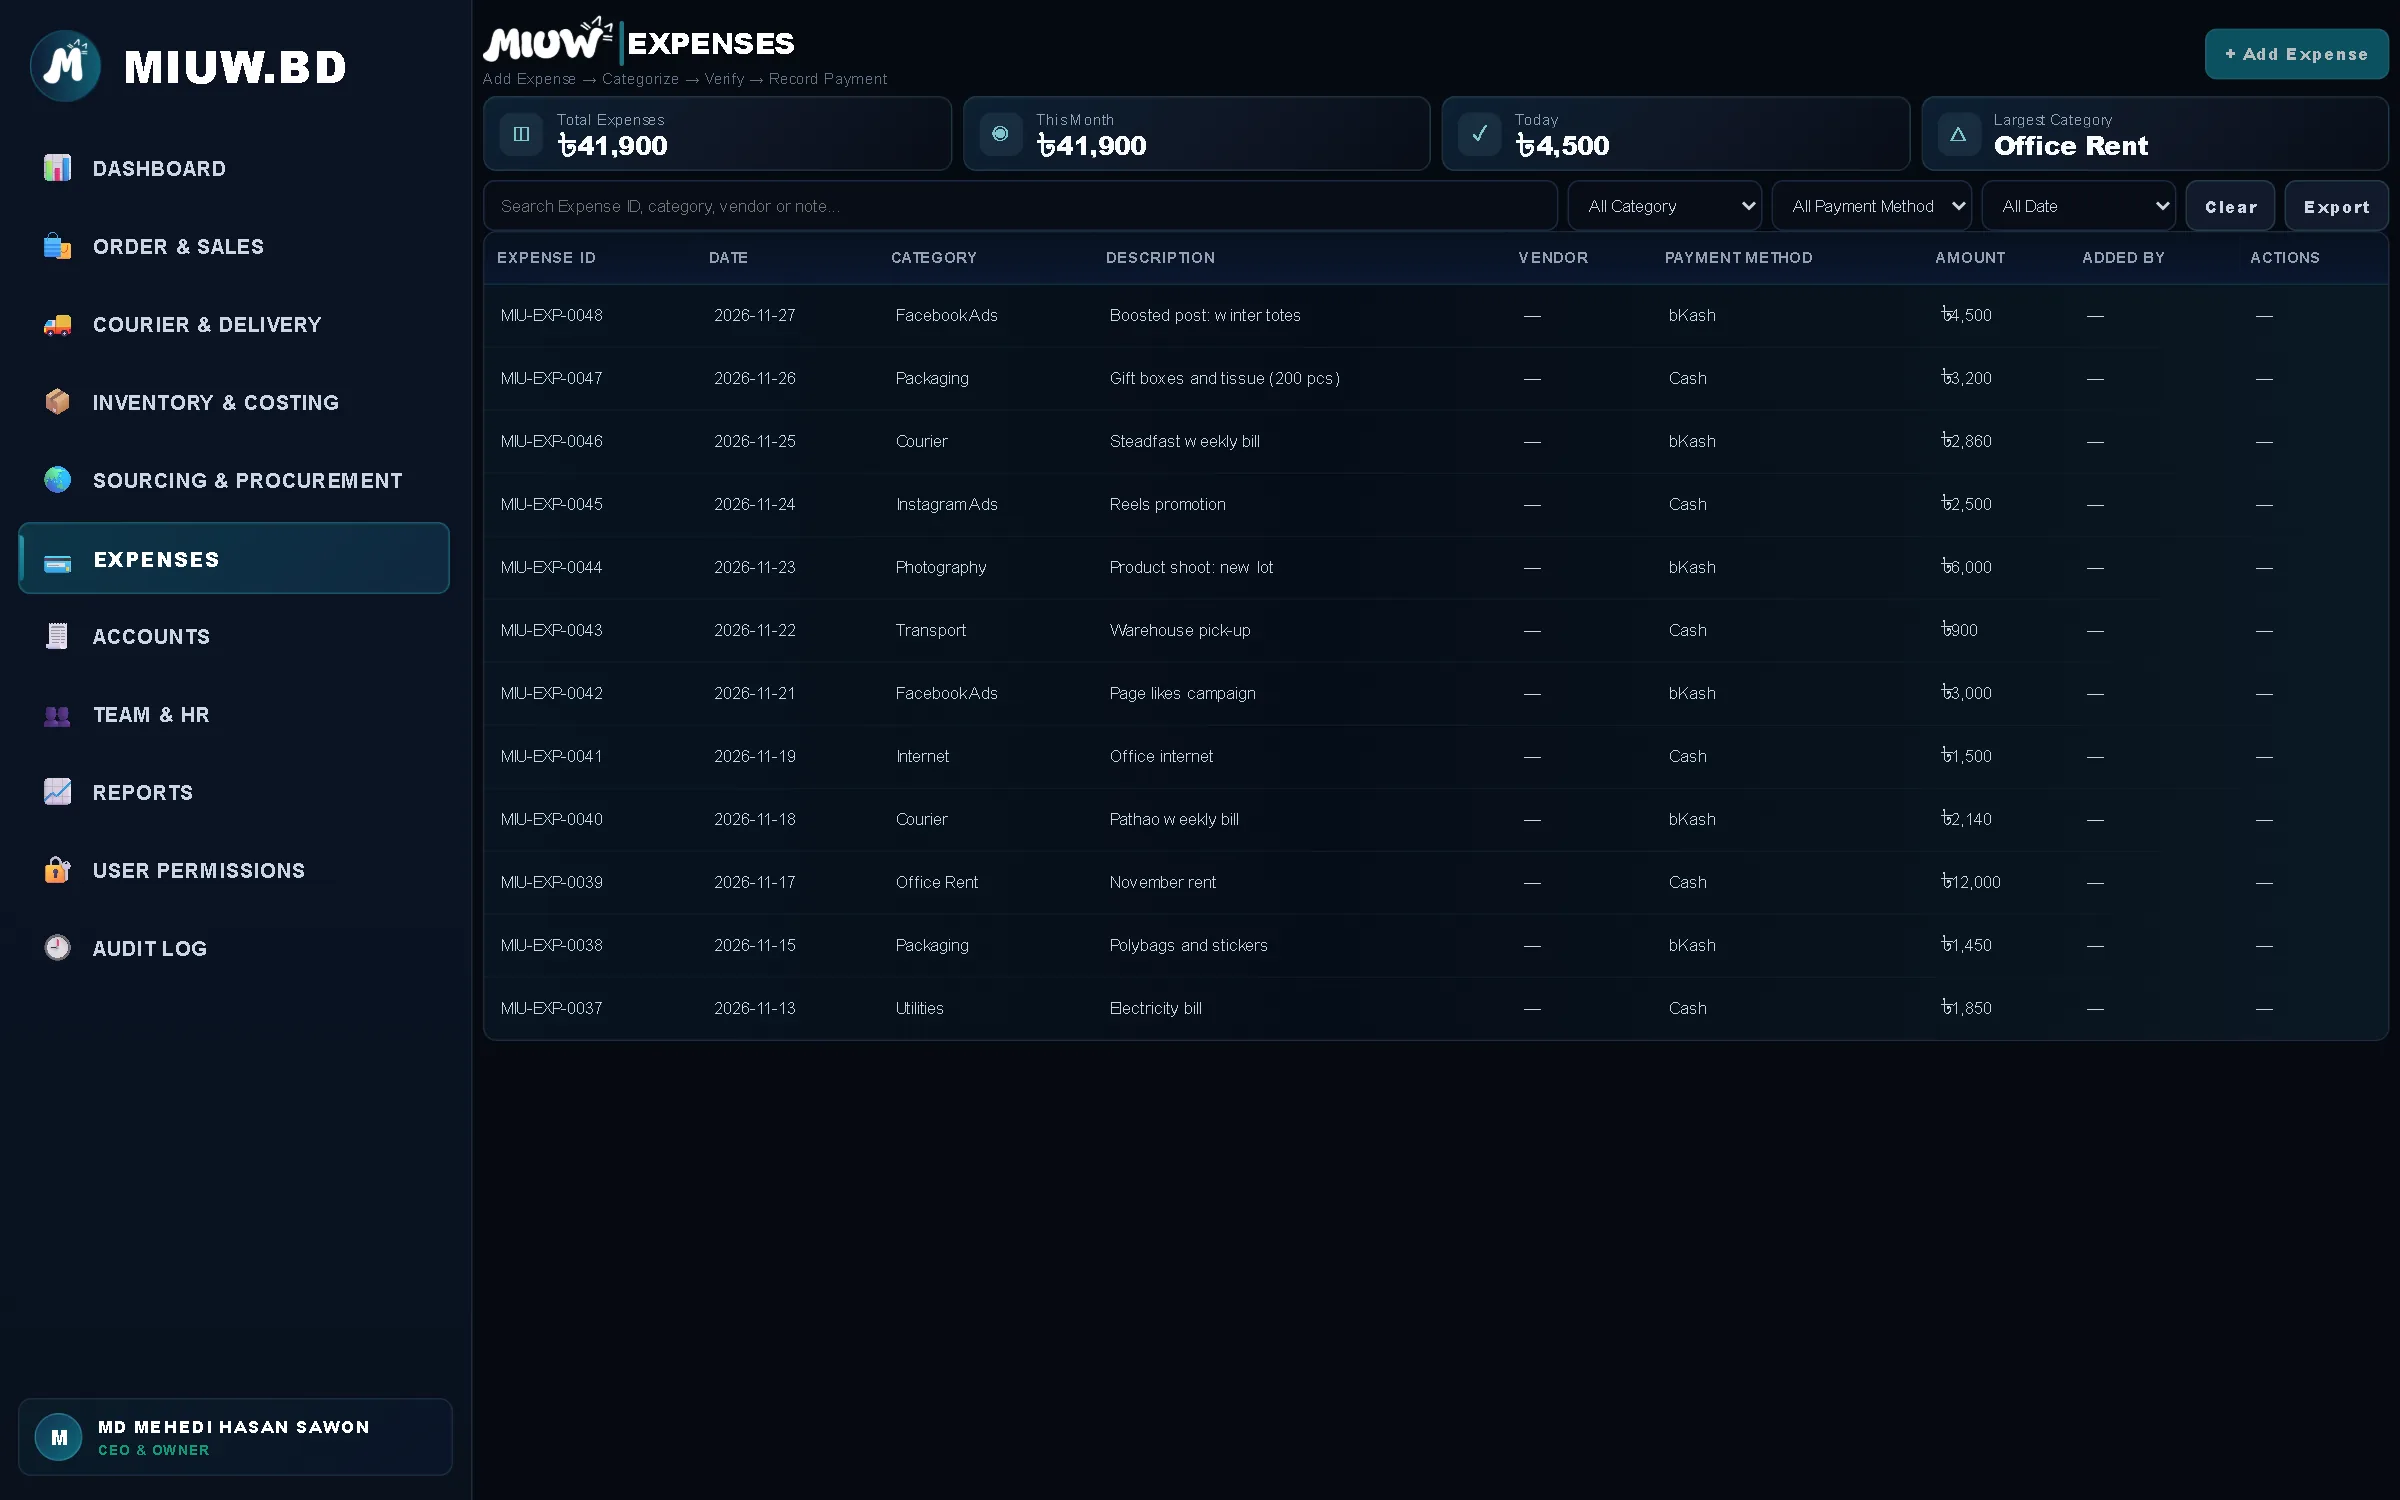 M
MIUW.BD
DASHBOARD
ORDER & SALES
COURIER & DELIVERY
INVENTORY & COSTING
SOURCING & PROCUREMENT
EXPENSES
ACCOUNTS
TEAM & HR
REPORTS
USER PERMISSIONS
AUDIT LOG
M
MD MEHEDI HASAN SAWON
CEO & OWNER
MIUW EXPENSES
Add Expense → Categorize → Verify → Record Payment
+ Add Expense
Total Expenses
৳41,900
This Month
৳41,900
Today
৳4,500
Largest Category
Office Rent
Search Expense ID, category, vendor or note... All Category All Payment Method All Date Clear Export
EXPENSE ID DATE CATEGORY DESCRIPTION VENDOR PAYMENT METHOD AMOUNT ADDED BY ACTIONS
MIU-EXP-0048 2026-11-27 Facebook Ads Boosted post: winter totes — bKash ৳4,500 — —
MIU-EXP-0047 2026-11-26 Packaging Gift boxes and tissue (200 pcs) — Cash ৳3,200 — —
MIU-EXP-0046 2026-11-25 Courier Steadfast weekly bill — bKash ৳2,860 — —
MIU-EXP-0045 2026-11-24 Instagram Ads Reels promotion — Cash ৳2,500 — —
MIU-EXP-0044 2026-11-23 Photography Product shoot: new lot — bKash ৳6,000 — —
MIU-EXP-0043 2026-11-22 Transport Warehouse pick-up — Cash ৳900 — —
MIU-EXP-0042 2026-11-21 Facebook Ads Page likes campaign — bKash ৳3,000 — —
MIU-EXP-0041 2026-11-19 Internet Office internet — Cash ৳1,500 — —
MIU-EXP-0040 2026-11-18 Courier Pathao weekly bill — bKash ৳2,140 — —
MIU-EXP-0039 2026-11-17 Office Rent November rent — Cash ৳12,000 — —
MIU-EXP-0038 2026-11-15 Packaging Polybags and stickers — bKash ৳1,450 — —
MIU-EXP-0037 2026-11-13 Utilities Electricity bill — Cash ৳1,850 — —